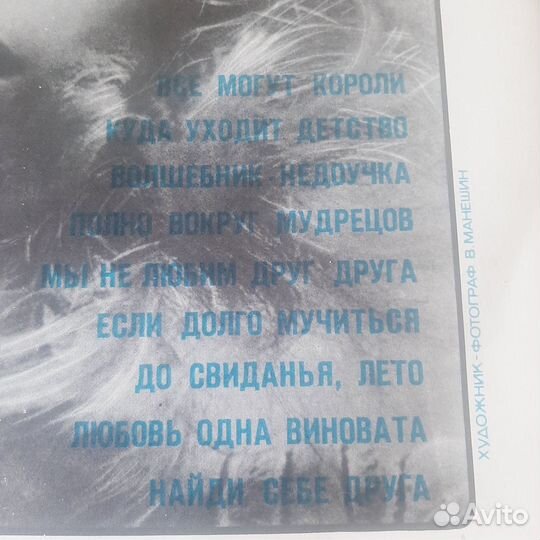 ВСЕ МОГУТ КОРОЛИ
КУДА УХОДИТ ДЕТСТВО
ВОЛШЕБНИК-НЕДОУЧКА
ПОЛНО ВОКРУГ МУДРЕЦОВ
МЫ НЕ ЛЮБИМ ДРУГ ДРУГА
ЕСЛИ ДОЛГО МУЧИТЬСЯ
ДО СВИДАНЬЯ, ЛЕТО
ЛЮБОВЬ ОДНА ВИНОВАТА
НАЙДИ СЕБЕ ДРУГА
ХУДОЖНИК-ФОТОГРАФ В. МАНЕШИН
Avito